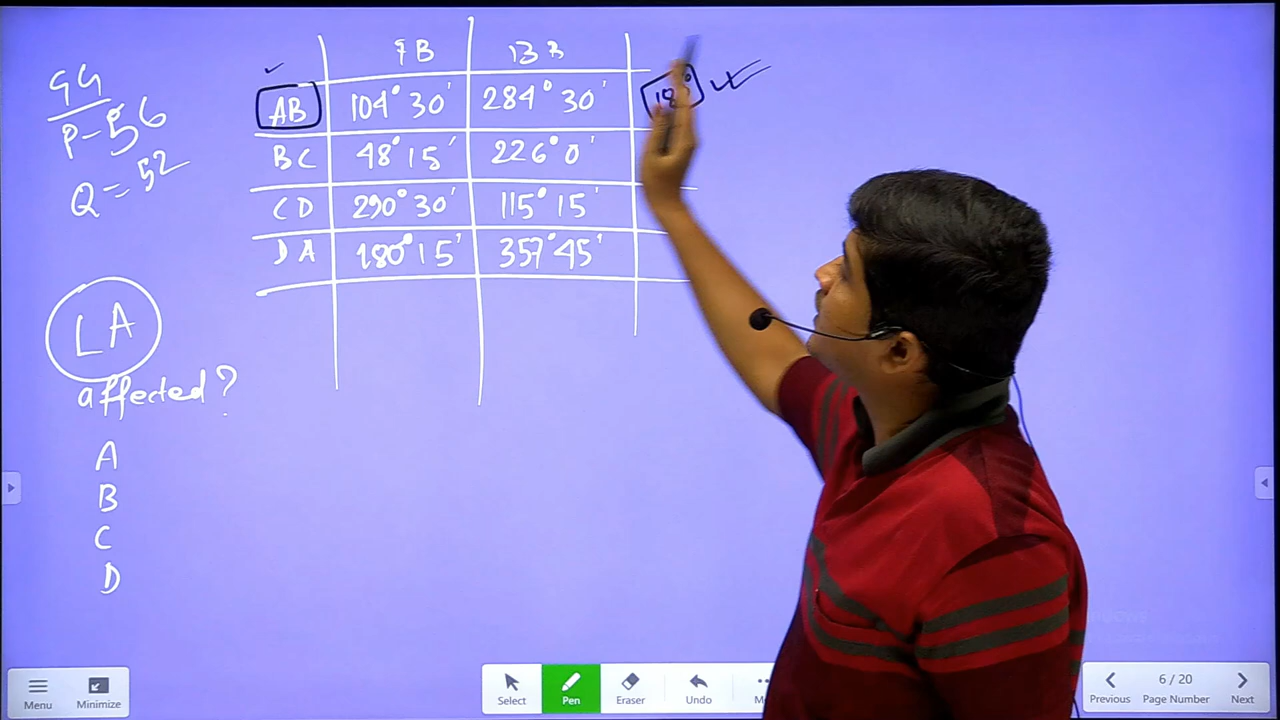 GG
P-56
Q = 52
FB BB
AB 104° 30' 284° 30'
BC 48° 15' 226° 0'
CD 290° 30' 115° 15'
DA 180° 15' 357° 45'
LA
affected?
A
B
C
D
Menu Minimize
Select Pen Eraser Undo
Previous 6 / 20 Page Number Next